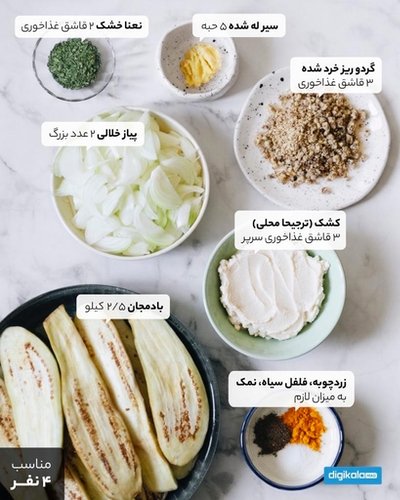 نعنا خشک ۲ قاشق غذاخوری
سیر له شده ۵ حبه
گردو ریز خرد شده
۳ قاشق غذاخوری
پیاز خلالی ۲ عدد بزرگ
کشک (ترجیحا محلی)
۳ قاشق غذاخوری سرپر
بادمجان ۲/۵ کیلو
زردچوبه، فلفل سیاه، نمک
به میزان لازم
مناسب
۴ نفر
digikala